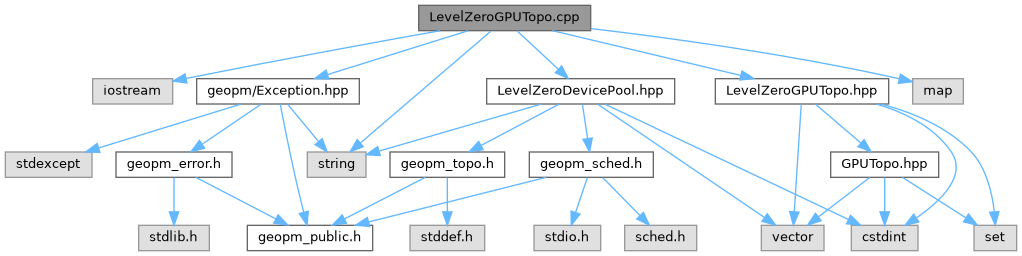 LevelZeroGPUTopo.cpp
iostream
geopm/Exception.hpp
LevelZeroDevicePool.hpp
LevelZeroGPUTopo.hpp
map
stdexcept
geopm_error.h
string
geopm_topo.h
geopm_sched.h
GPUTopo.hpp
stdlib.h
geopm_public.h
stddef.h
stdio.h
sched.h
vector
cstdint
set